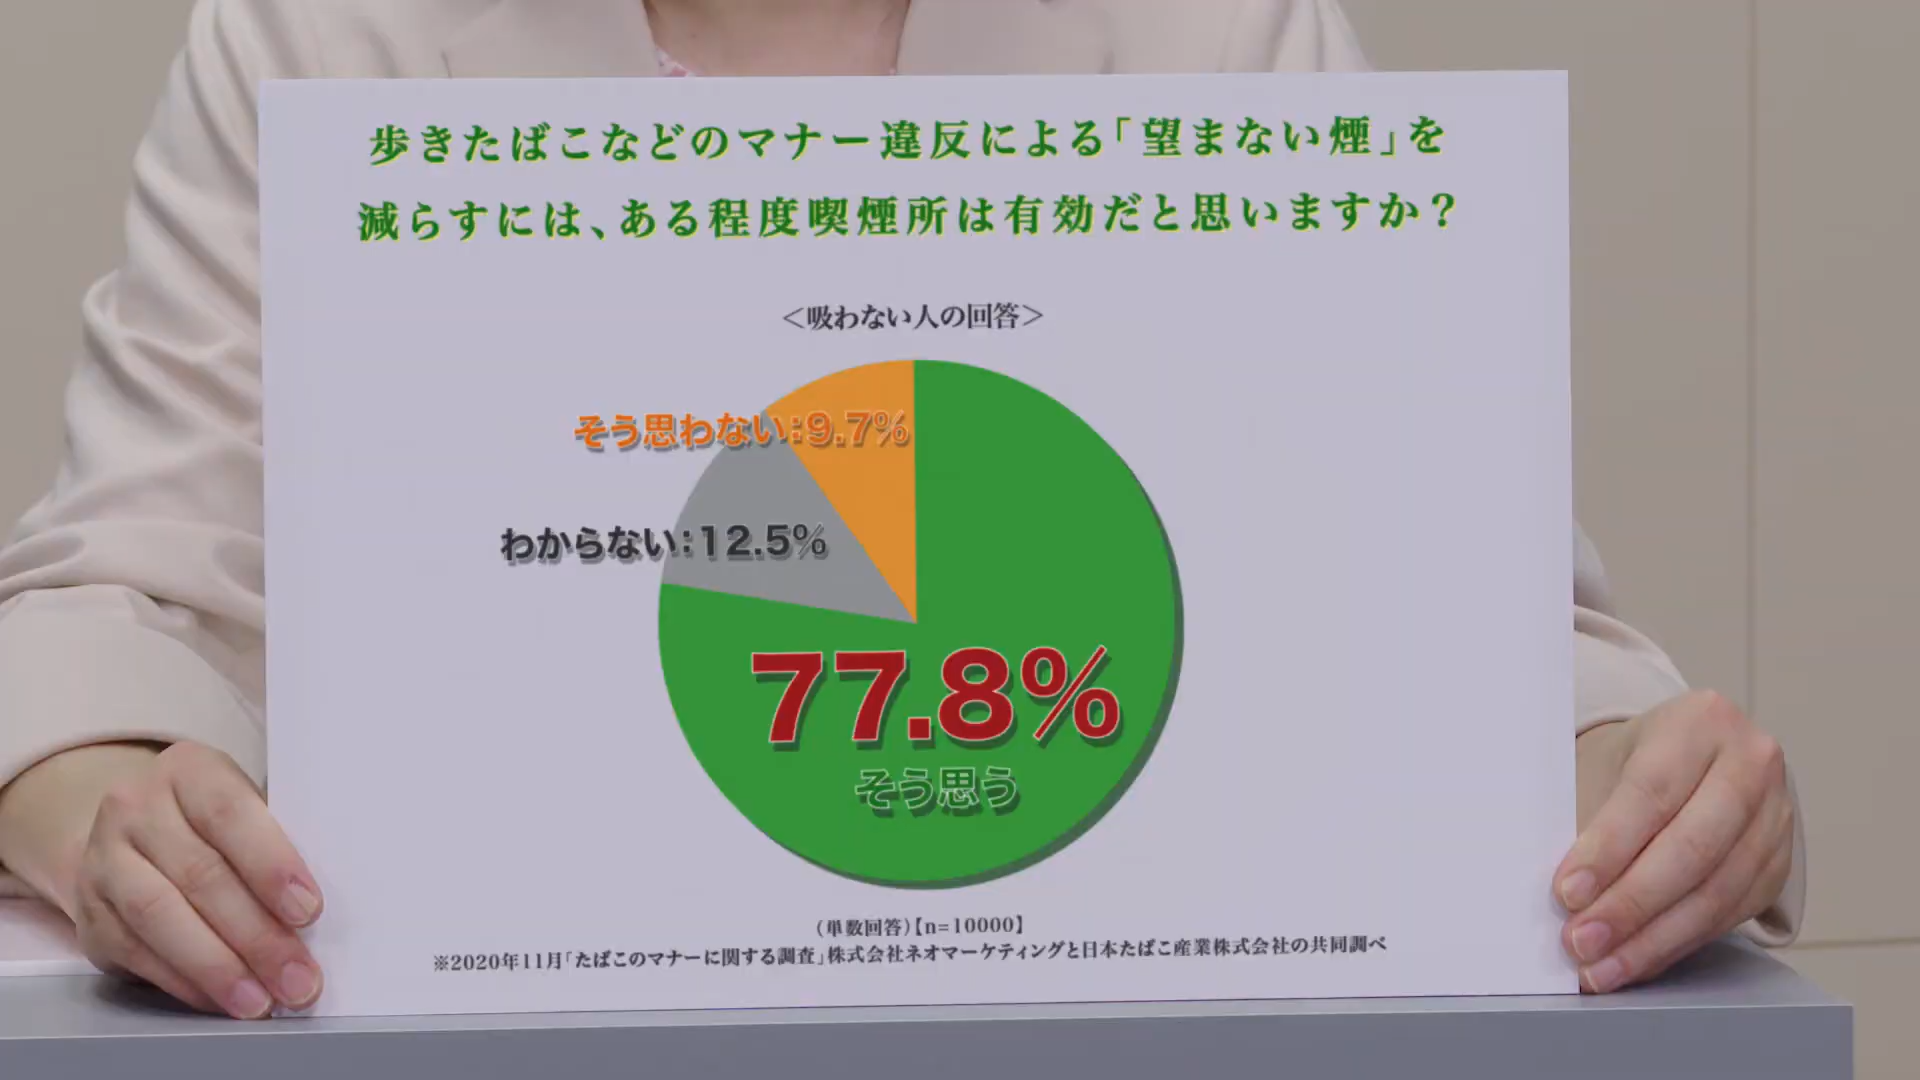 歩きたばこなどのマナー違反による「望まない煙」を
減らすには、ある程度喫煙所は有効だと思いますか？
＜吸わない人の回答＞
そう思わない：9.7%
わからない：12.5%
77.8%
そう思う
（単数回答）【n=10000】
※2020年11月「たばこのマナーに関する調査」株式会社ネオマーケティングと日本たばこ産業株式会社の共同調べ